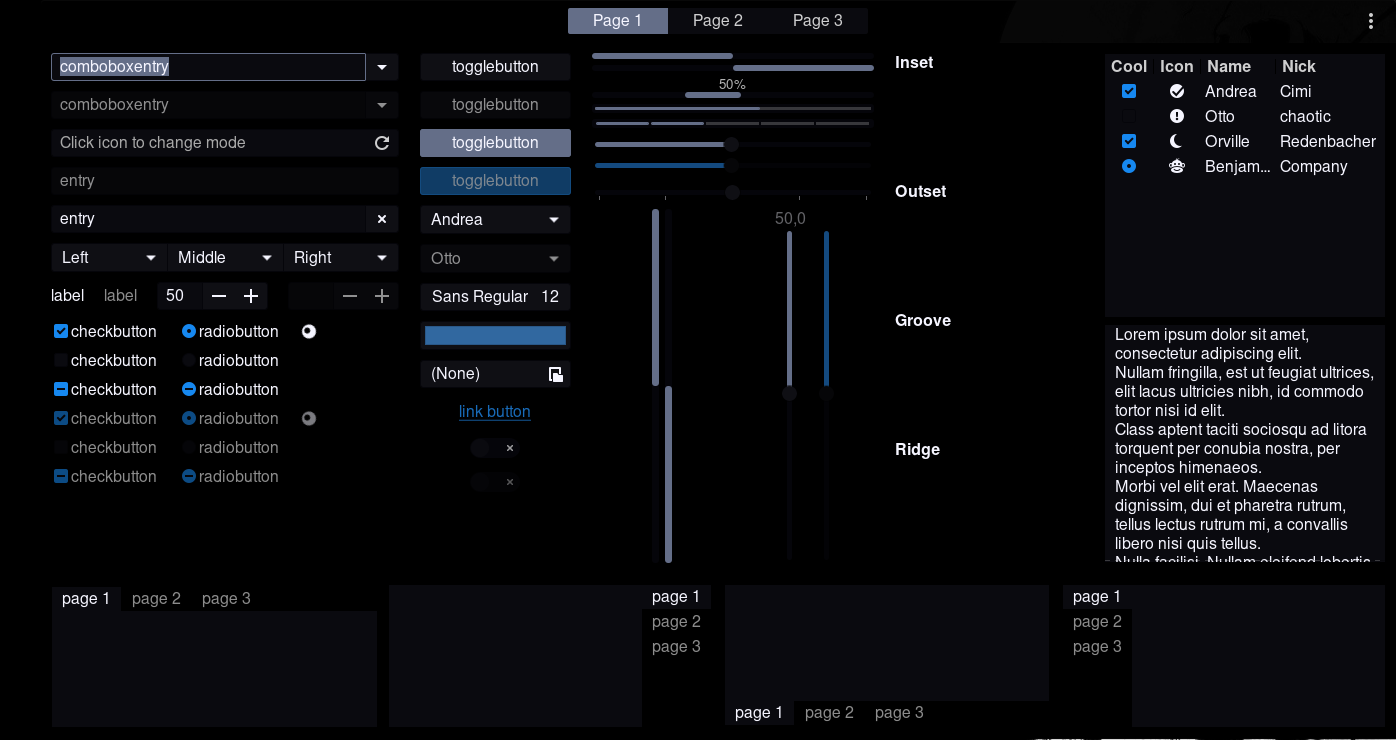 Page 1 Page 2 Page 3
comboboxentry
comboboxentry
Click icon to change mode
entry
entry
Left Middle Right
label label 50
checkbutton radiobutton
checkbutton radiobutton
checkbutton radiobutton
checkbutton radiobutton
checkbutton radiobutton
checkbutton radiobutton
togglebutton
togglebutton
togglebutton
togglebutton
Andrea
Otto
Sans Regular 12
(None)
link button
50%
50,0
Inset
Outset
Groove
Ridge
Cool Icon Name Nick
Andrea Cimi
Otto chaotic
Orville Redenbacher
Benjam... Company
Lorem ipsum dolor sit amet,
consectetur adipiscing elit.
Nullam fringilla, est ut feugiat ultrices,
elit lacus ultricies nibh, id commodo
tortor nisi id elit.
Class aptent taciti sociosqu ad litora
torquent per conubia nostra, per
inceptos himenaeos.
Morbi vel elit erat. Maecenas
dignissim, dui et pharetra rutrum,
tellus lectus rutrum mi, a convallis
libero nisi quis tellus.
Nulla facilisi. Nullam eleifend lobortis
page 1 page 2 page 3
page 1
page 2
page 3
page 1 page 2 page 3
page 1
page 2
page 3